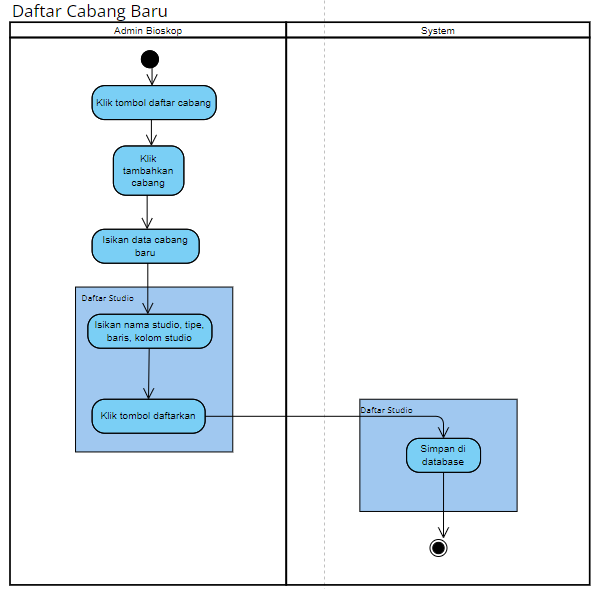 Daftar Cabang Baru
Admin Bioskop
System
Klik tombol daftar cabang
Klik
tambahkan
cabang
Isikan data cabang
baru
Daftar Studio
Isikan nama studio, tipe,
baris, kolom studio
Klik tombol daftarkan
Daftar Studio
Simpan di
database